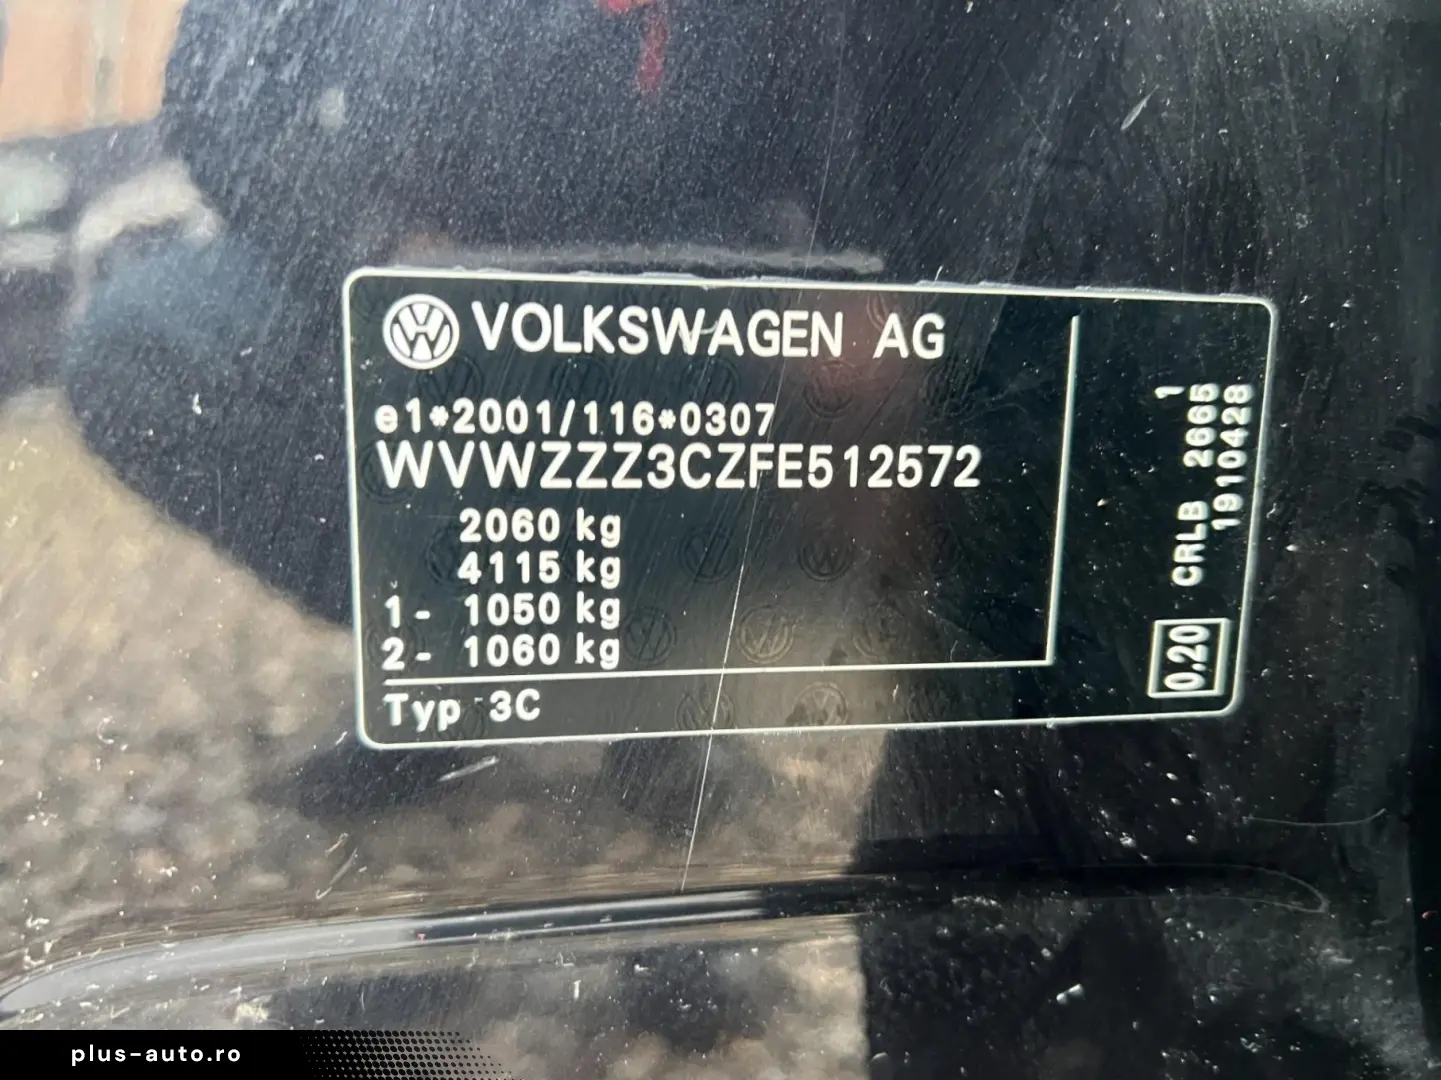 VOLKSWAGEN AG
e1*2001/116*0307
WVWZZZ3CZFE512572
2060 kg
4115 kg
1- 1050 kg
2- 1060 kg
Typ 3C
1
CRLB 2665
1910428
0.20
plus-auto.ro